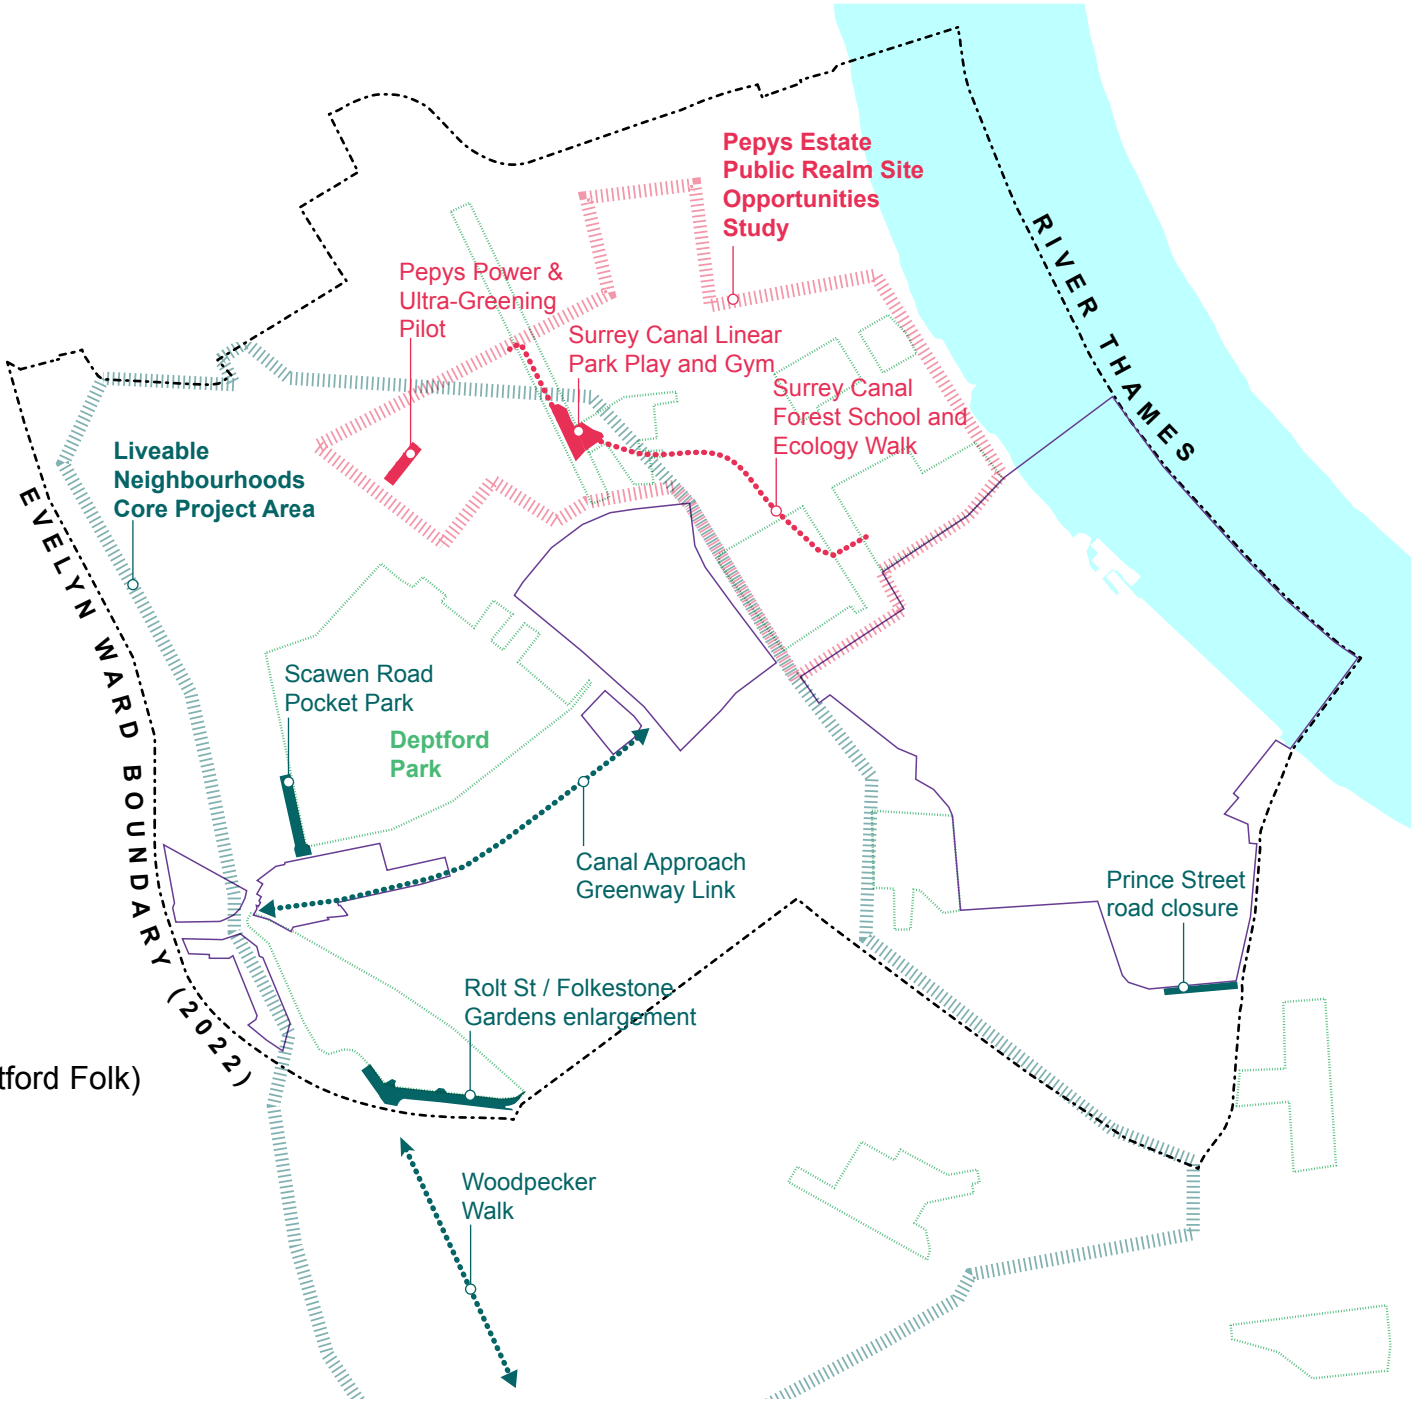 Pepys Estate
Public Realm Site
Opportunities
Study
RIVER THAMES
Pepys Power &
Ultra-Greening
Pilot
Surrey Canal Linear
Park Play and Gym
Surrey Canal
Forest School and
Ecology Walk
Liveable
Neighbourhoods
Core Project Area
EVELYN WARD BOUNDARY (2022)
Scawen Road
Pocket Park
Deptford
Park
Canal Approach
Greenway Link
Prince Street
road closure
Rolt St / Folkestone
Gardens enlargement
tford Folk)
Woodpecker
Walk